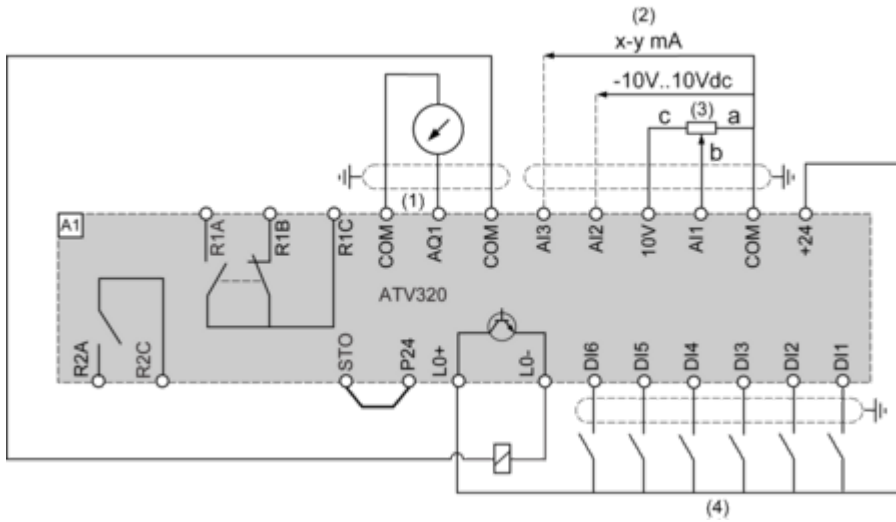 (2)
x-y mA
-10V..10Vdc
c (3) a
b
(1)
A1
R1A R1B R1C COM AQ1 COM AI3 AI2 10V AI1 COM +24
ATV320
R2A R2C STO P24 L0+ L0- DI6 DI5 DI4 DI3 DI2 DI1
(4)